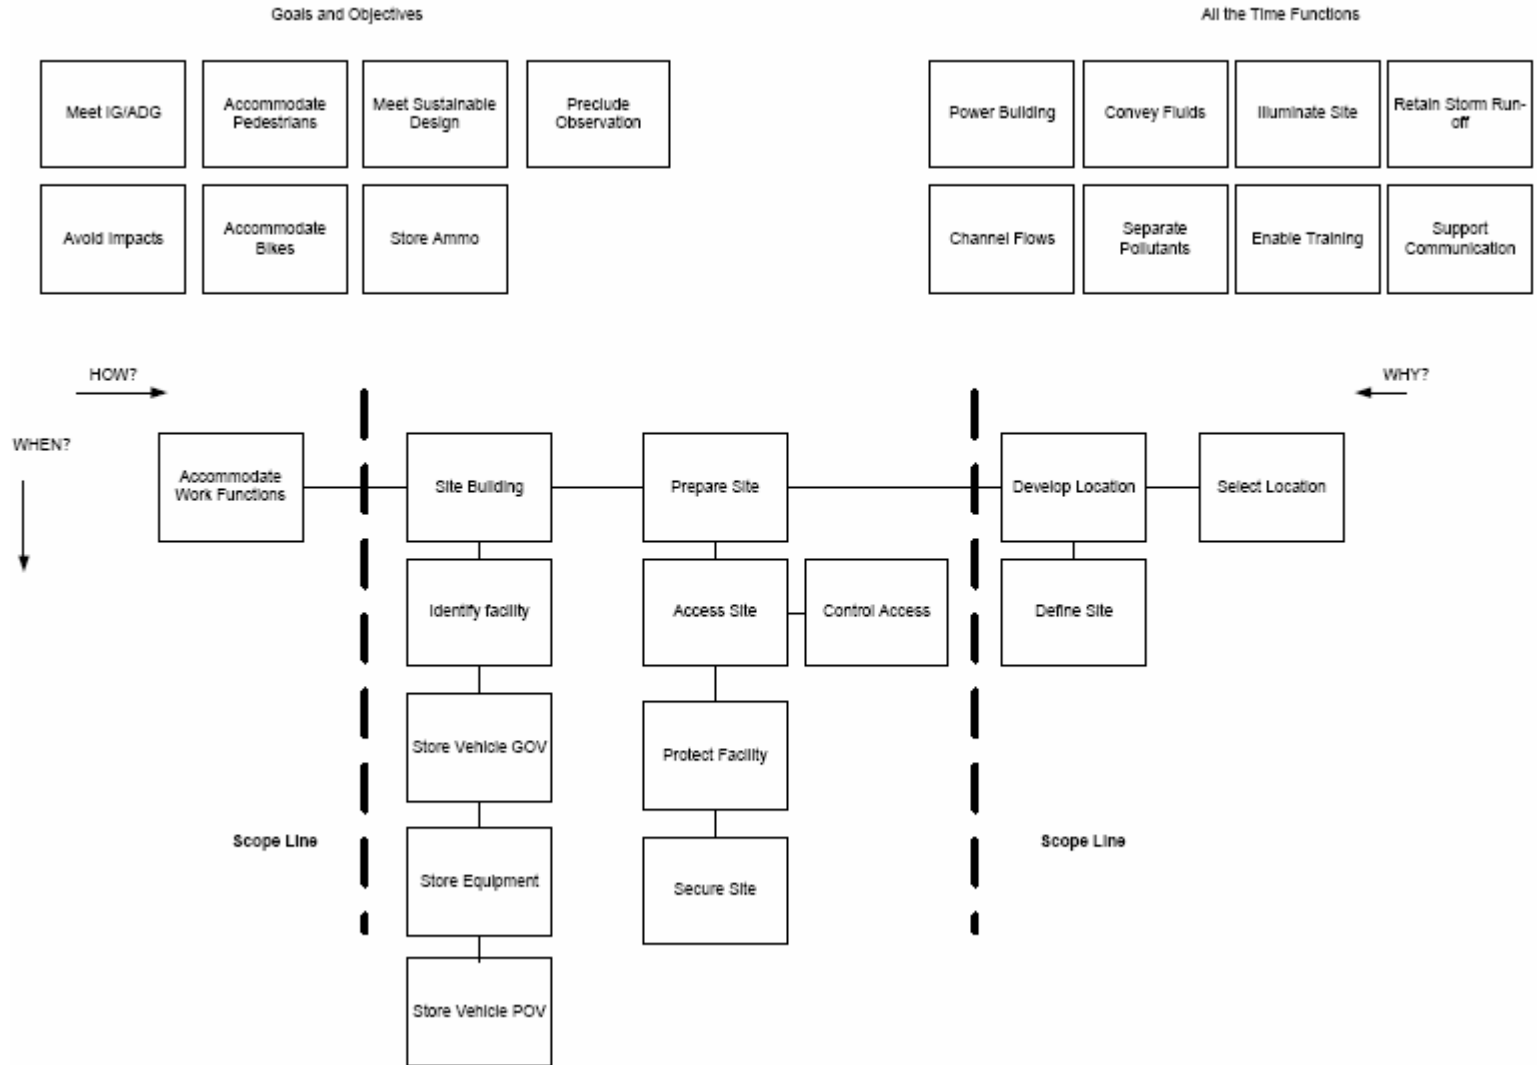 Goals and Objectives
All the Time Functions
Meet IG/ADG
Accommodate
Pedestrians
Meet Sustainable
Design
Preclude
Observation
Power Building
Convey Fluids
Illuminate Site
Retain Storm Run-
off
Avoid Impacts
Accommodate
Bikes
Store Ammo
Channel Flows
Separate
Pollutants
Enable Training
Support
Communication
HOW?
WHY?
WHEN?
Accommodate
Work Functions
Site Building
Prepare Site
Develop Location
Select Location
Identify facility
Access Site
Control Access
Define Site
Store Vehicle GOV
Protect Facility
Scope Line
Scope Line
Store Equipment
Secure Site
Store Vehicle POV